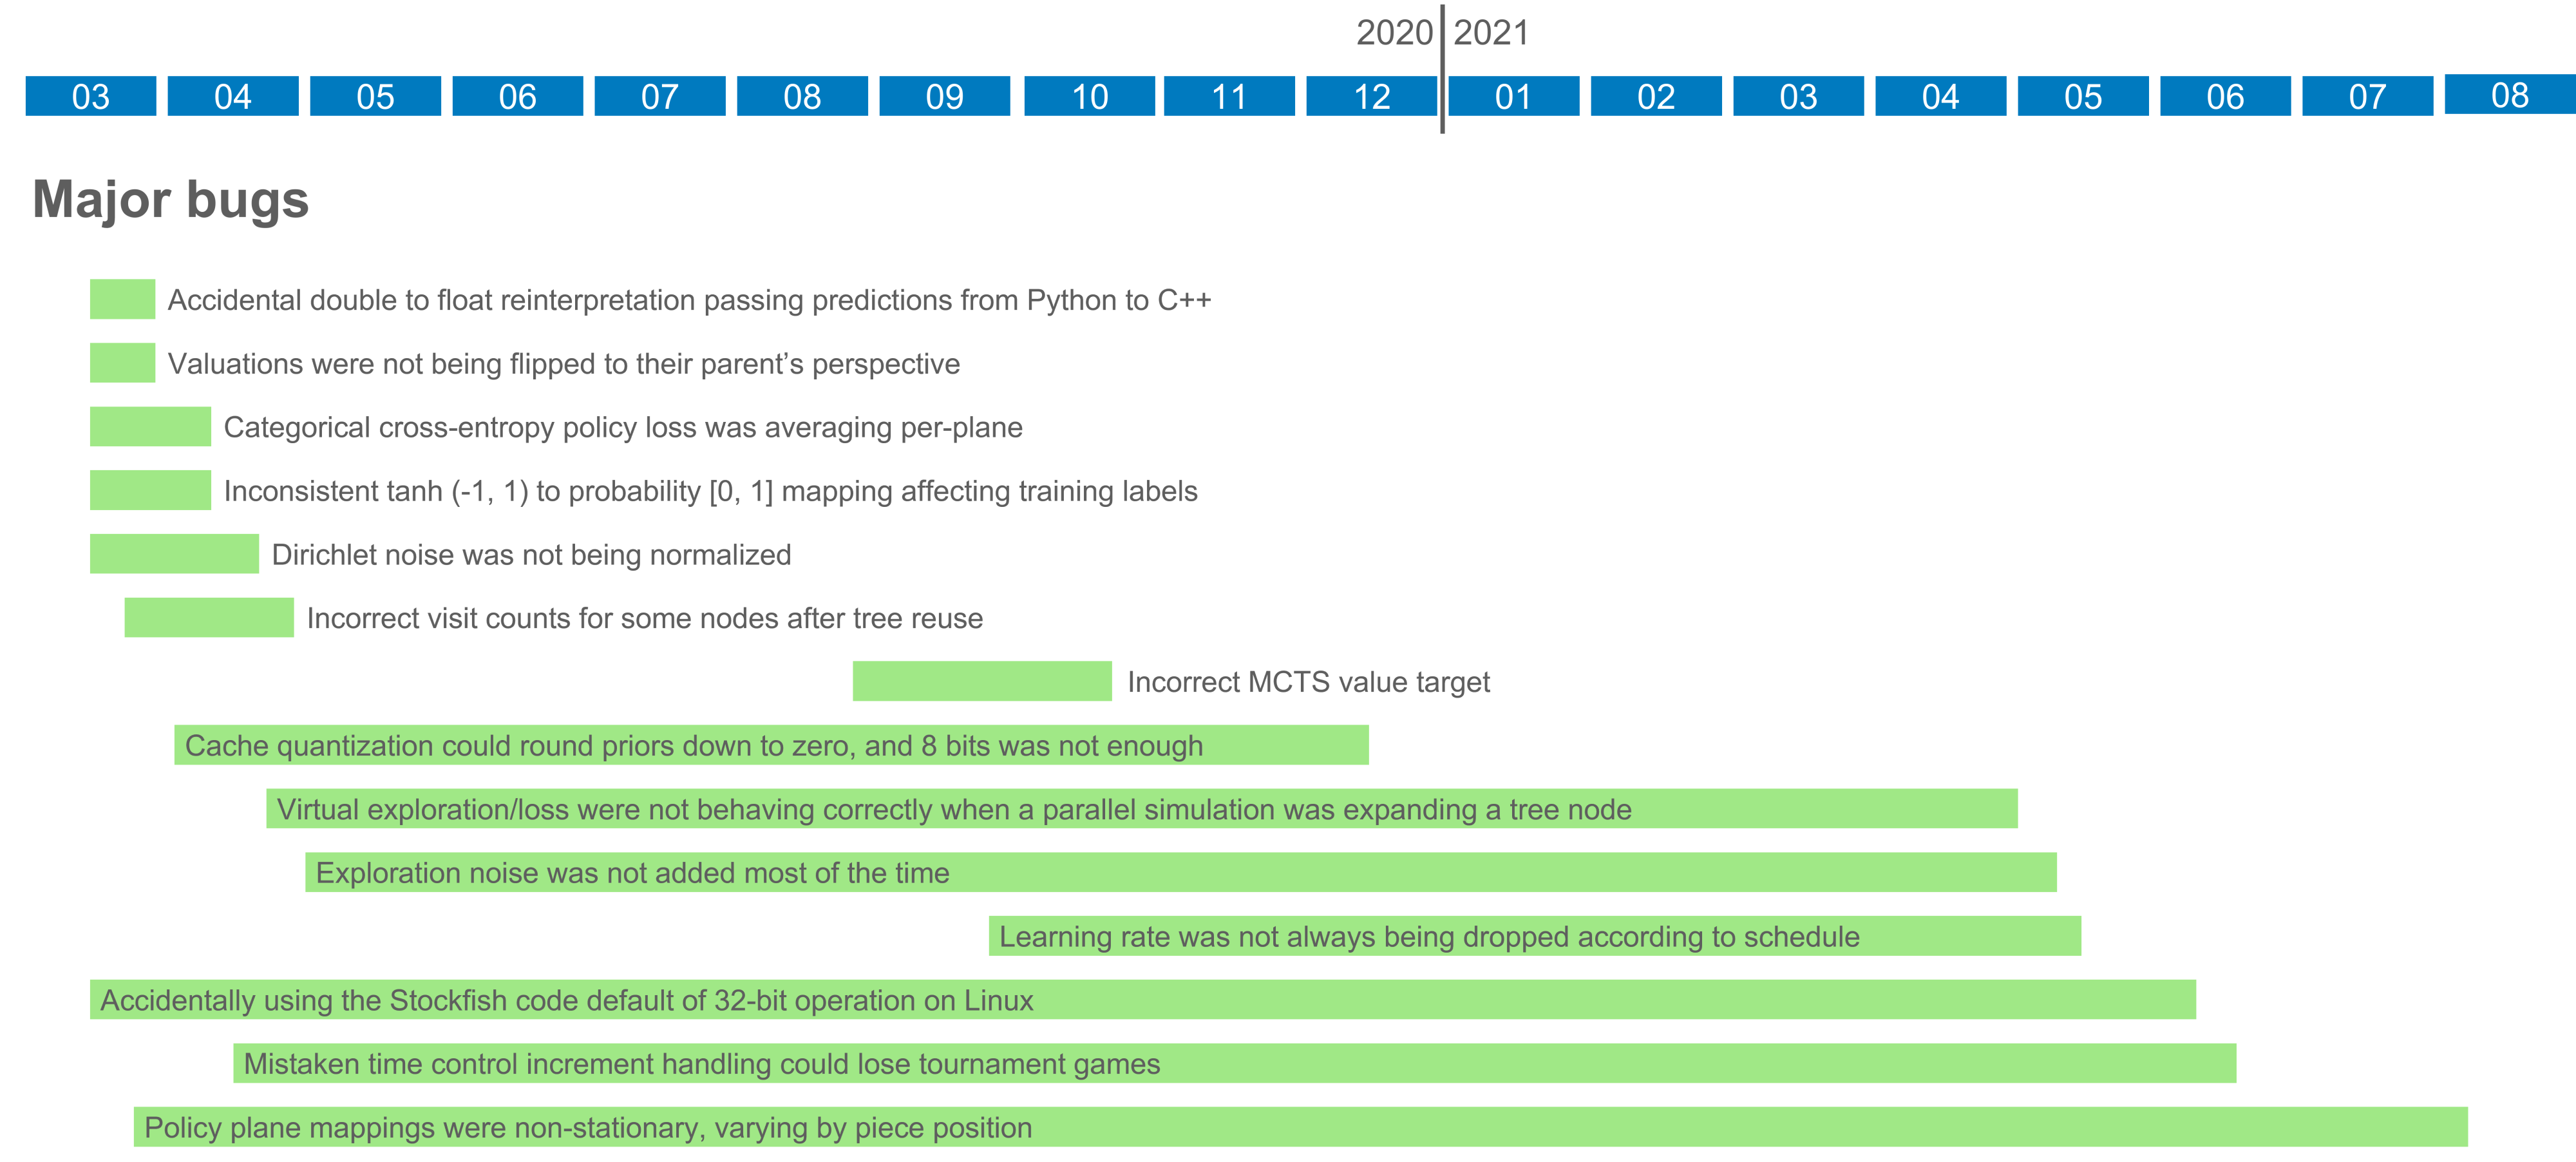 2020 2021
03 04 05 06 07 08 09 10 11 12 01 02 03 04 05 06 07 08
Major bugs
Accidental double to float reinterpretation passing predictions from Python to C++
Valuations were not being flipped to their parent’s perspective
Categorical cross-entropy policy loss was averaging per-plane
Inconsistent tanh (-1, 1) to probability [0, 1] mapping affecting training labels
Dirichlet noise was not being normalized
Incorrect visit counts for some nodes after tree reuse
Incorrect MCTS value target
Cache quantization could round priors down to zero, and 8 bits was not enough
Virtual exploration/loss were not behaving correctly when a parallel simulation was expanding a tree node
Exploration noise was not added most of the time
Learning rate was not always being dropped according to schedule
Accidentally using the Stockfish code default of 32-bit operation on Linux
Mistaken time control increment handling could lose tournament games
Policy plane mappings were non-stationary, varying by piece position